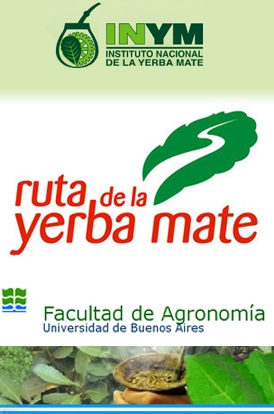 INYM
INSTITUTO NACIONAL
DE LA YERBA MATE
ruta de la
yerba mate
Facultad de Agronomía
Universidad de Buenos Aires